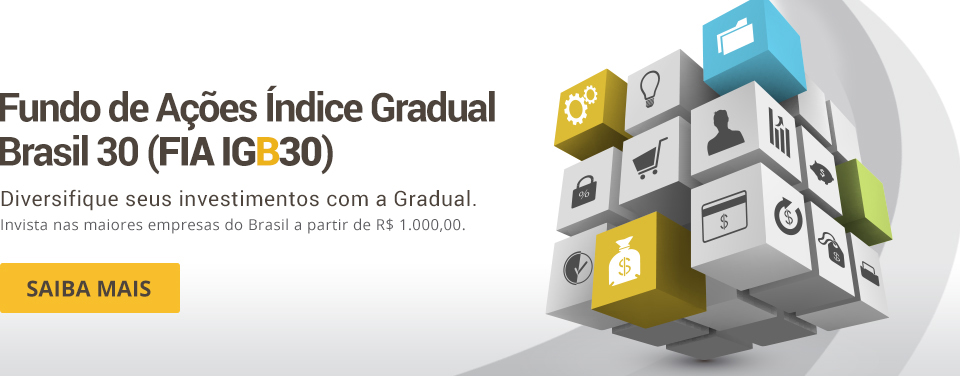 Fundo de Ações Índice Gradual
Brasil 30 (FIA IGB30)
Diversifique seus investimentos com a Gradual.
Invista nas maiores empresas do Brasil a partir de R$ 1.000,00.
SAIBA MAIS
%
$
$
$
$
$